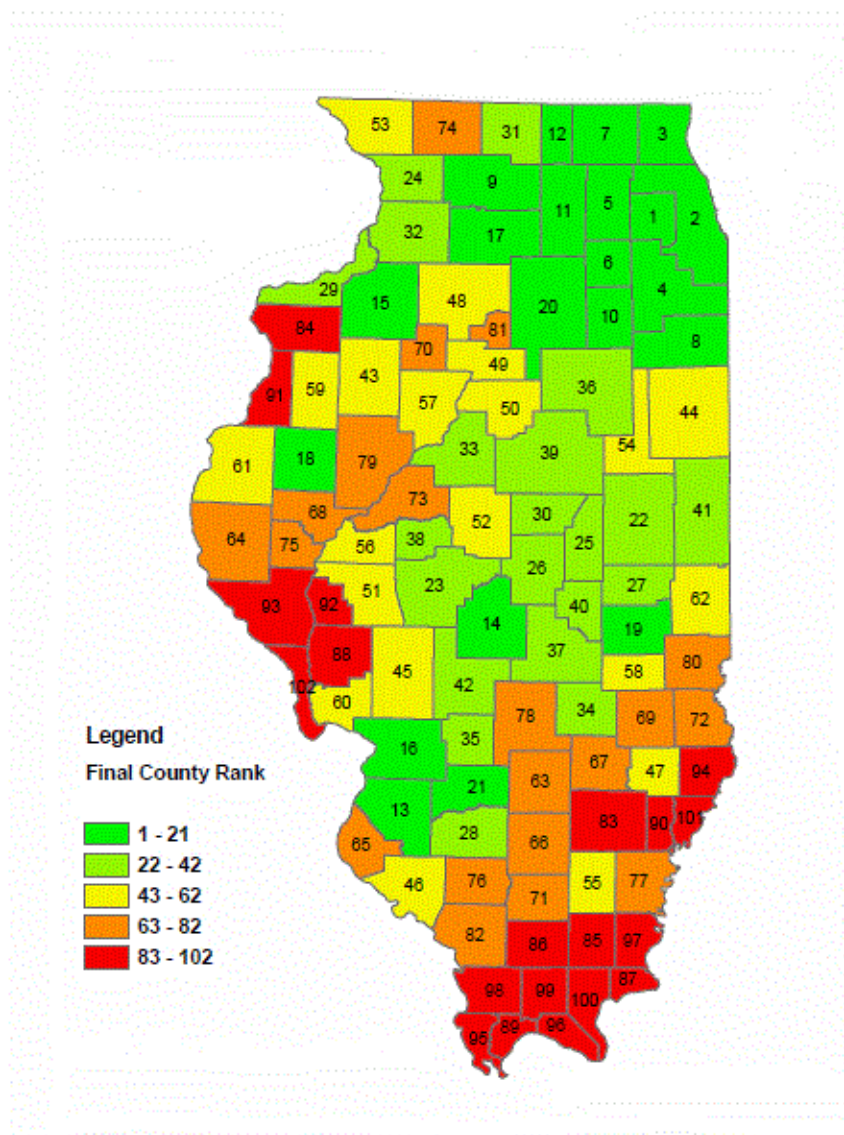 53 74 31 12 7 3
24 9 11 5 1 2
32 17 6
29 15 48 20 10 4
84 70 81 8
91 59 43 49 36
57 50 44
61 18 79 33 39 54
73 22 41
64 68 52 30
75 56 38 25
26
93 92 51 23 40 27 62
14 19
88 37
102 45 42 58 80
60 78 34 69 72
Legend
16 35 67 47 94
Final County Rank
63
13 21
1 - 21
83 90 101
22 - 42
65 28 66
43 - 62
46 76 71 55 77
63 - 82
82 86 85 97
83 - 102
98 99 100 87
95 89 96